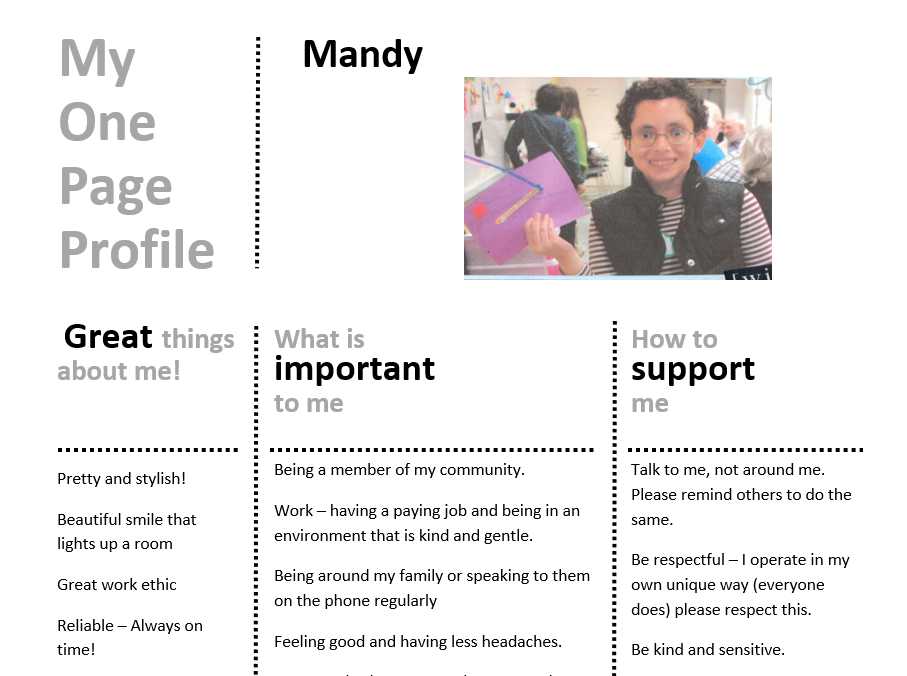 My
One
Page
Profile
Mandy
Great things
about me!
What is
important
to me
How to
support
me
Pretty and stylish!
Beautiful smile that
lights up a room
Great work ethic
Reliable – Always on
time!
Being a member of my community.
Work – having a paying job and being in an
environment that is kind and gentle.
Being around my family or speaking to them
on the phone regularly
Feeling good and having less headaches.
Talk to me, not around me.
Please remind others to do the
same.
Be respectful – I operate in my
own unique way (everyone
does) please respect this.
Be kind and sensitive.